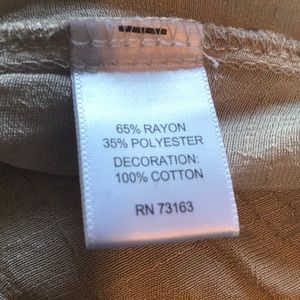 65% RAYON
35% POLYESTER
DECORATION:
100% COTTON
RN 73163